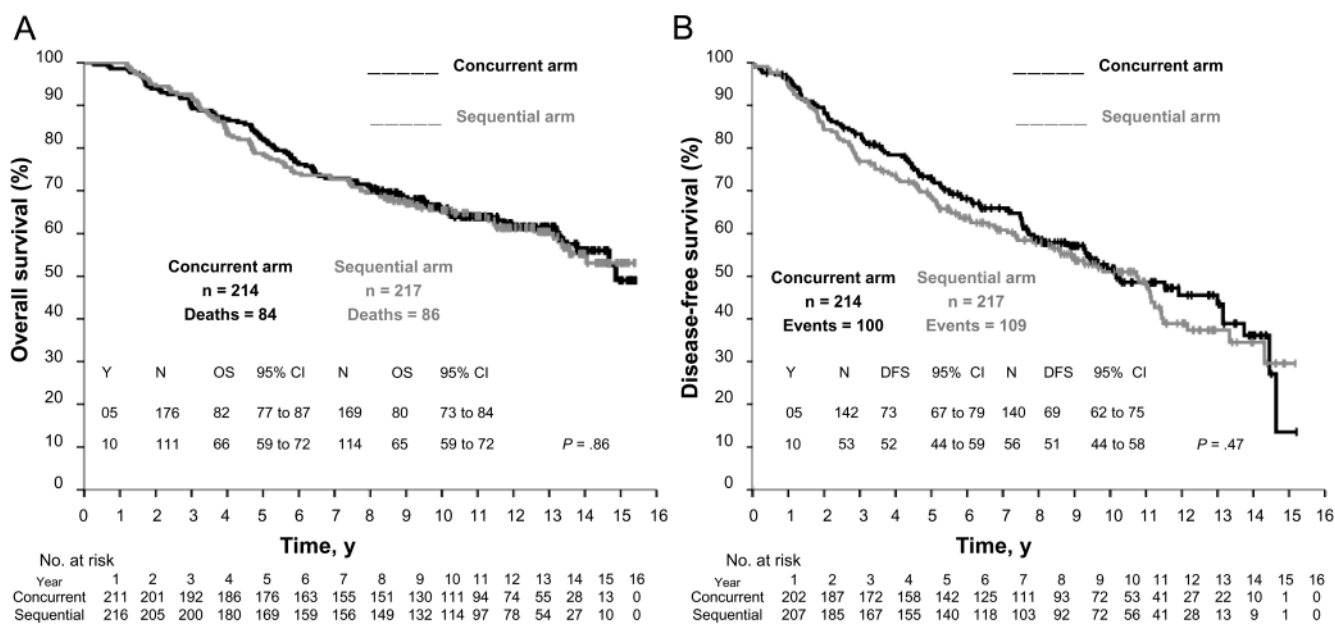 A
Overall survival (%)
100
90
80
70
60
50
40
30
20
10
0
Concurrent arm
Sequential arm
Concurrent arm
n = 214
Deaths = 84
Sequential arm
n = 217
Deaths = 86
Y N OS 95% CI N OS 95% CI
05 176 82 77 to 87 169 80 73 to 84
10 111 66 59 to 72 114 65 59 to 72 P = .86
0 1 2 3 4 5 6 7 8 9 10 11 12 13 14 15 16
Time, y
No. at risk
Year 1 2 3 4 5 6 7 8 9 10 11 12 13 14 15 16
Concurrent 211 201 192 186 176 163 155 151 130 111 94 74 55 28 13 0
Sequential 216 205 200 180 169 159 156 149 132 114 97 78 54 27 10 0
B
Disease-free survival (%)
100
90
80
70
60
50
40
30
20
10
0
Concurrent arm
Sequential arm
Concurrent arm
n = 214
Events = 100
Sequential arm
n = 217
Events = 109
Y N DFS 95% CI N DFS 95% CI
05 142 73 67 to 79 140 69 62 to 75
10 53 52 44 to 59 56 51 44 to 58 P = .47
0 1 2 3 4 5 6 7 8 9 10 11 12 13 14 15 16
Time, y
No. at risk
Year 1 2 3 4 5 6 7 8 9 10 11 12 13 14 15 16
Concurrent 202 187 172 158 142 125 111 93 72 53 41 27 22 10 1 0
Sequential 207 185 167 155 140 118 103 92 72 56 41 28 13 9 1 0